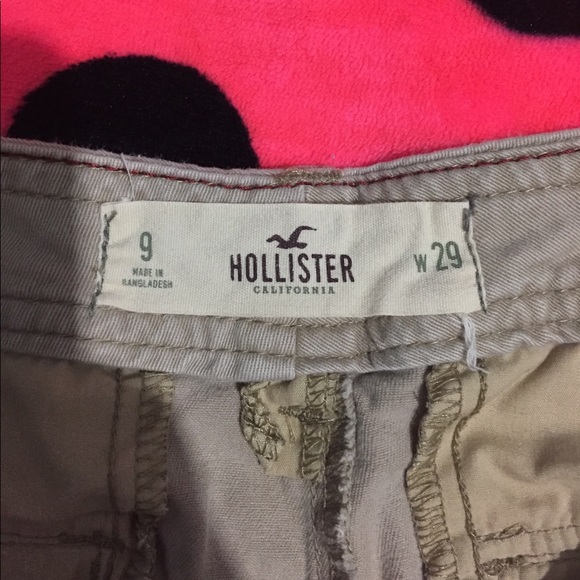 9
MADE IN
BANGLADESH
HOLLISTER
CALIFORNIA
W 29